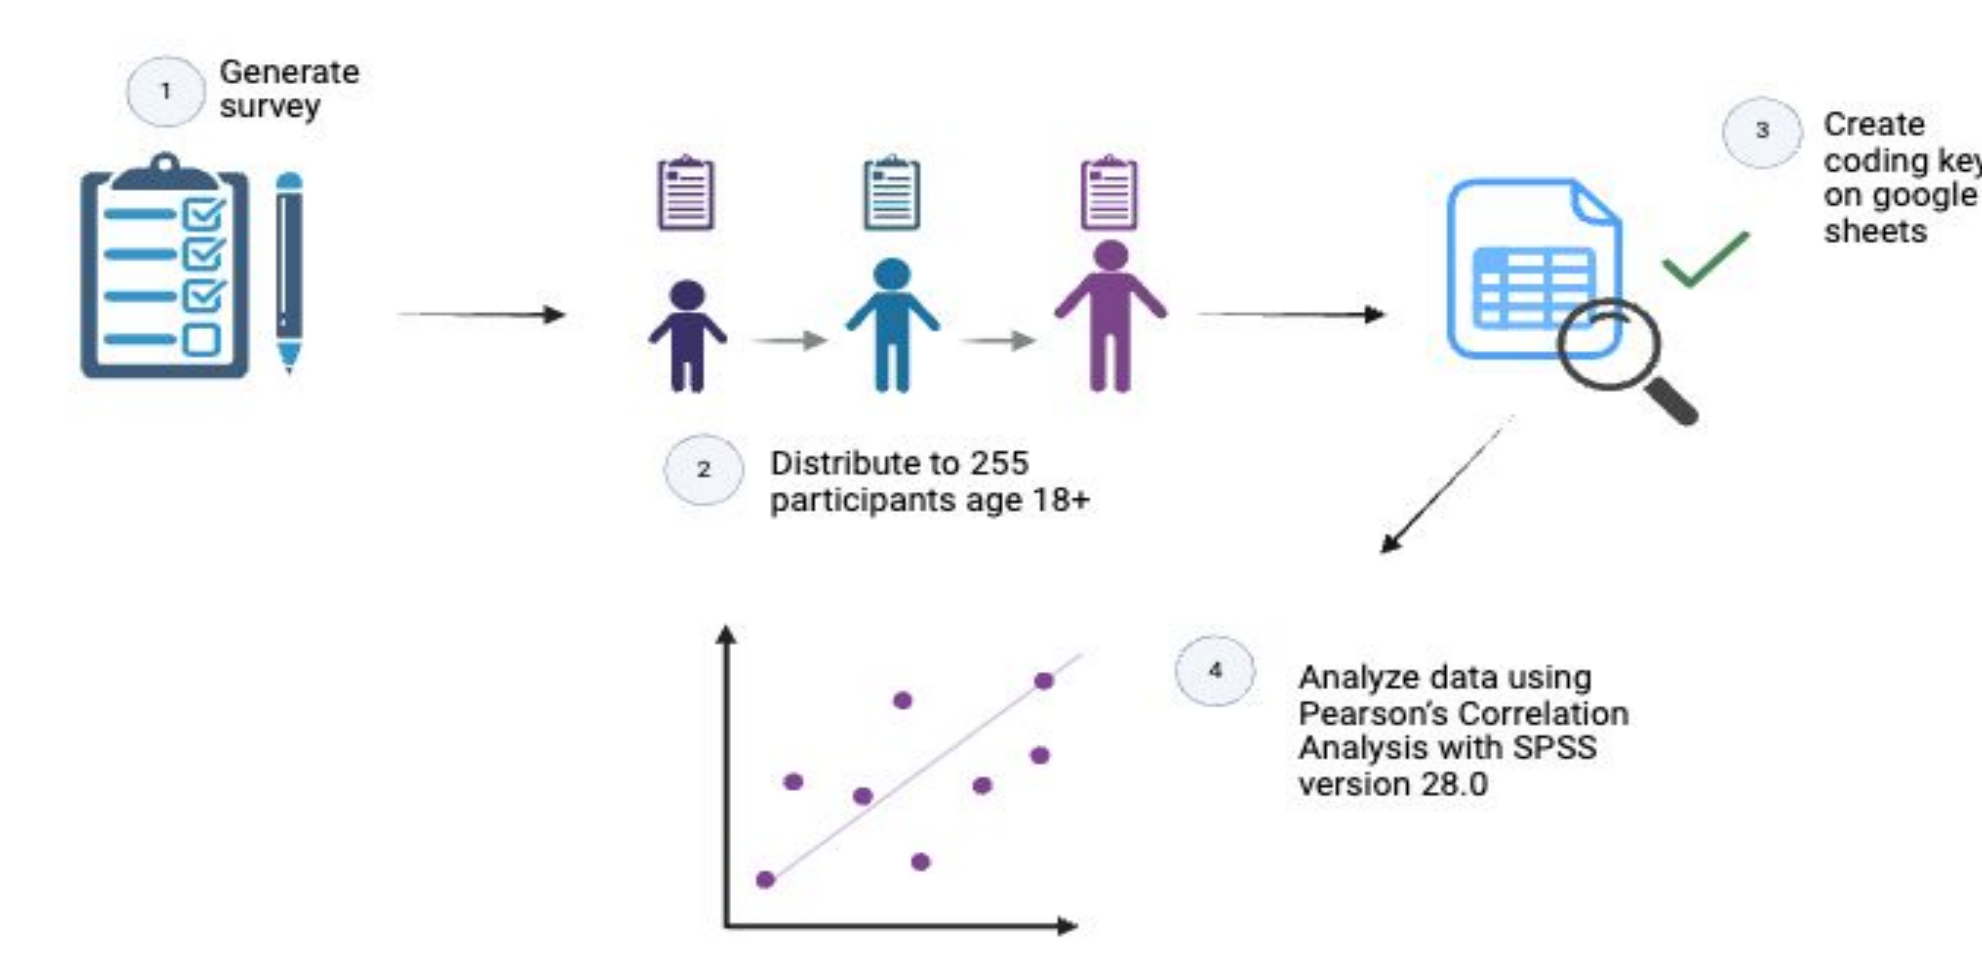 1
Generate
survey
2
Distribute to 255
participants age 18+
3
Create
coding key
on google
sheets
4
Analyze data using
Pearson’s Correlation
Analysis with SPSS
version 28.0